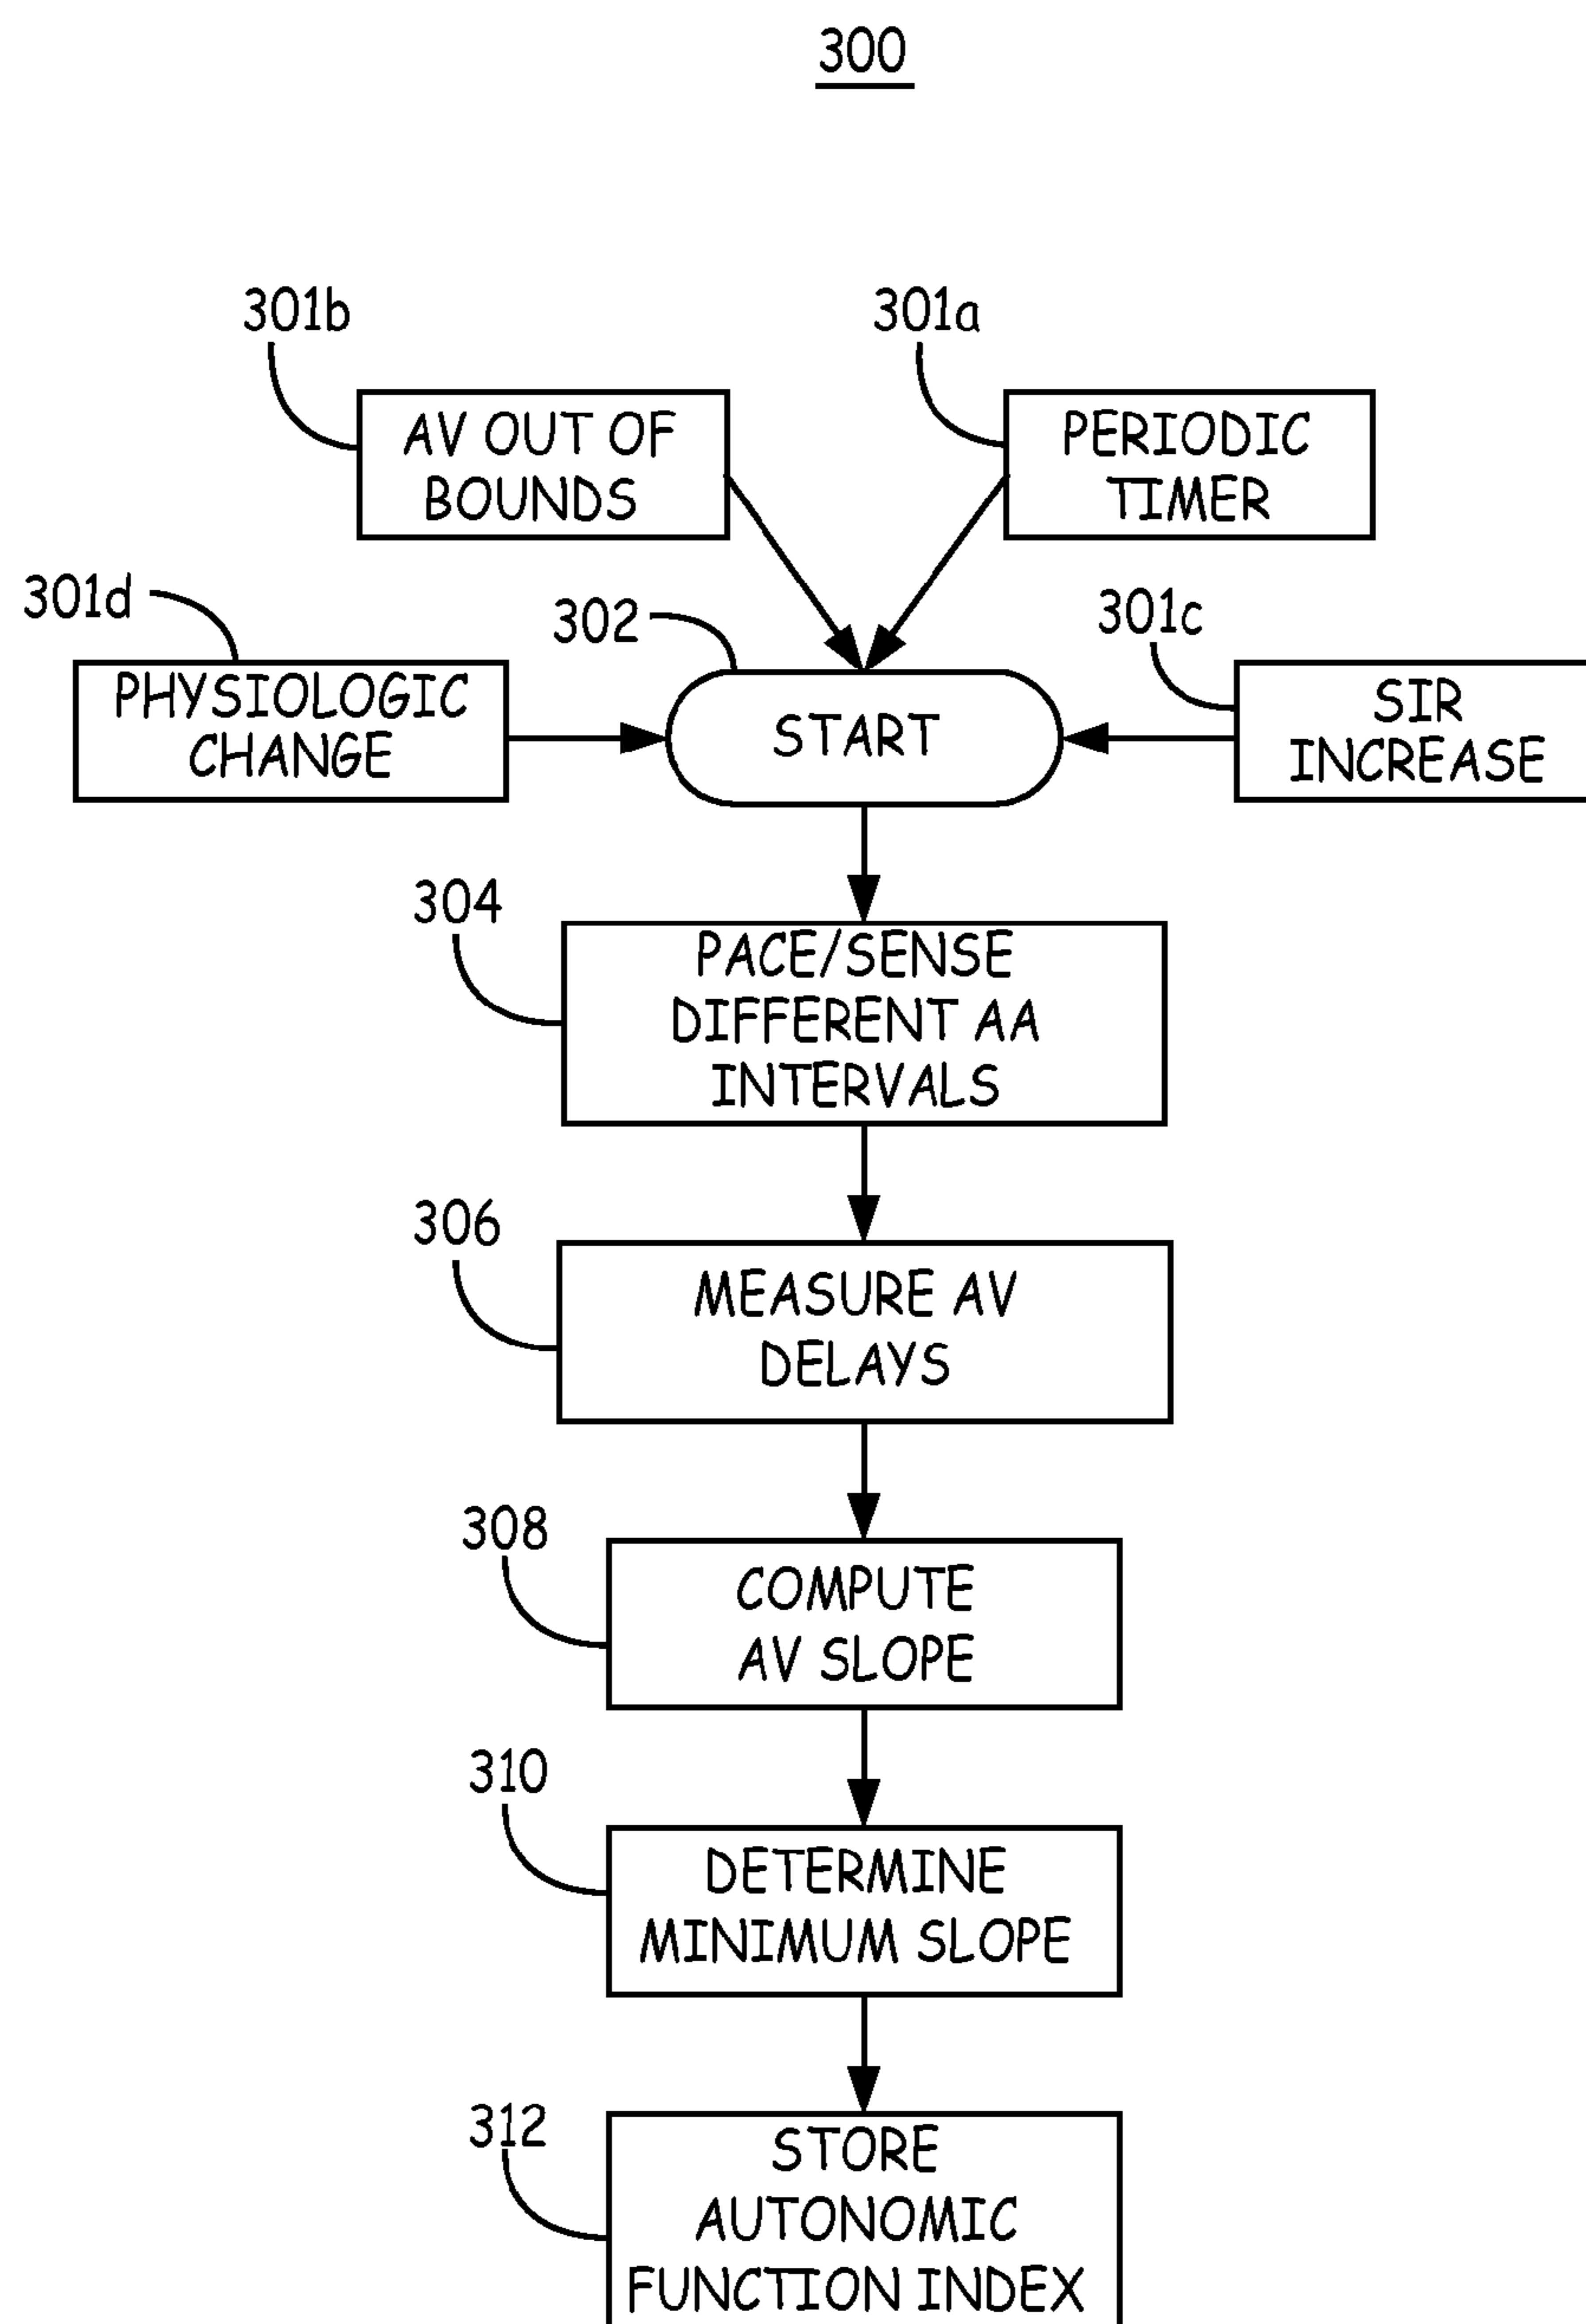 300
301b
301a
AV OUT OF
BOUNDS
PERIODIC
TIMER
301d
302
301c
PHYSIOLOGIC
CHANGE
START
SIR
INCREASE
304
PACE/SENSE
DIFFERENT AA
INTERVALS
306
MEASURE AV
DELAYS
308
COMPUTE
AV SLOPE
310
DETERMINE
MINIMUM SLOPE
312
STORE
AUTONOMIC
FUNCTION INDEX